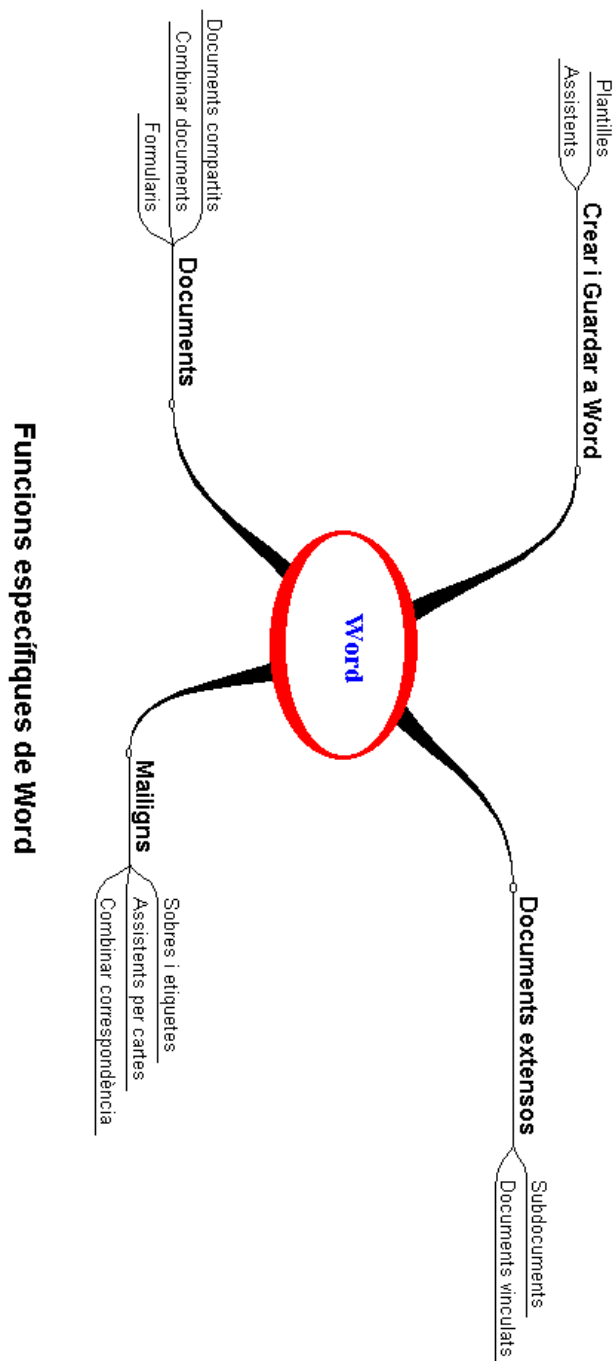 Plantilles
Assistents
Crear i Guardar a Word
Documents compartits
Combinar documents
Formularis
Documents
Word
Documents extensos
Subdocuments
Documents vinculats
Mailigns
Sobres i etiquetes
Assistents per cartes
Combinar correspondència
Funcions específiques de Word